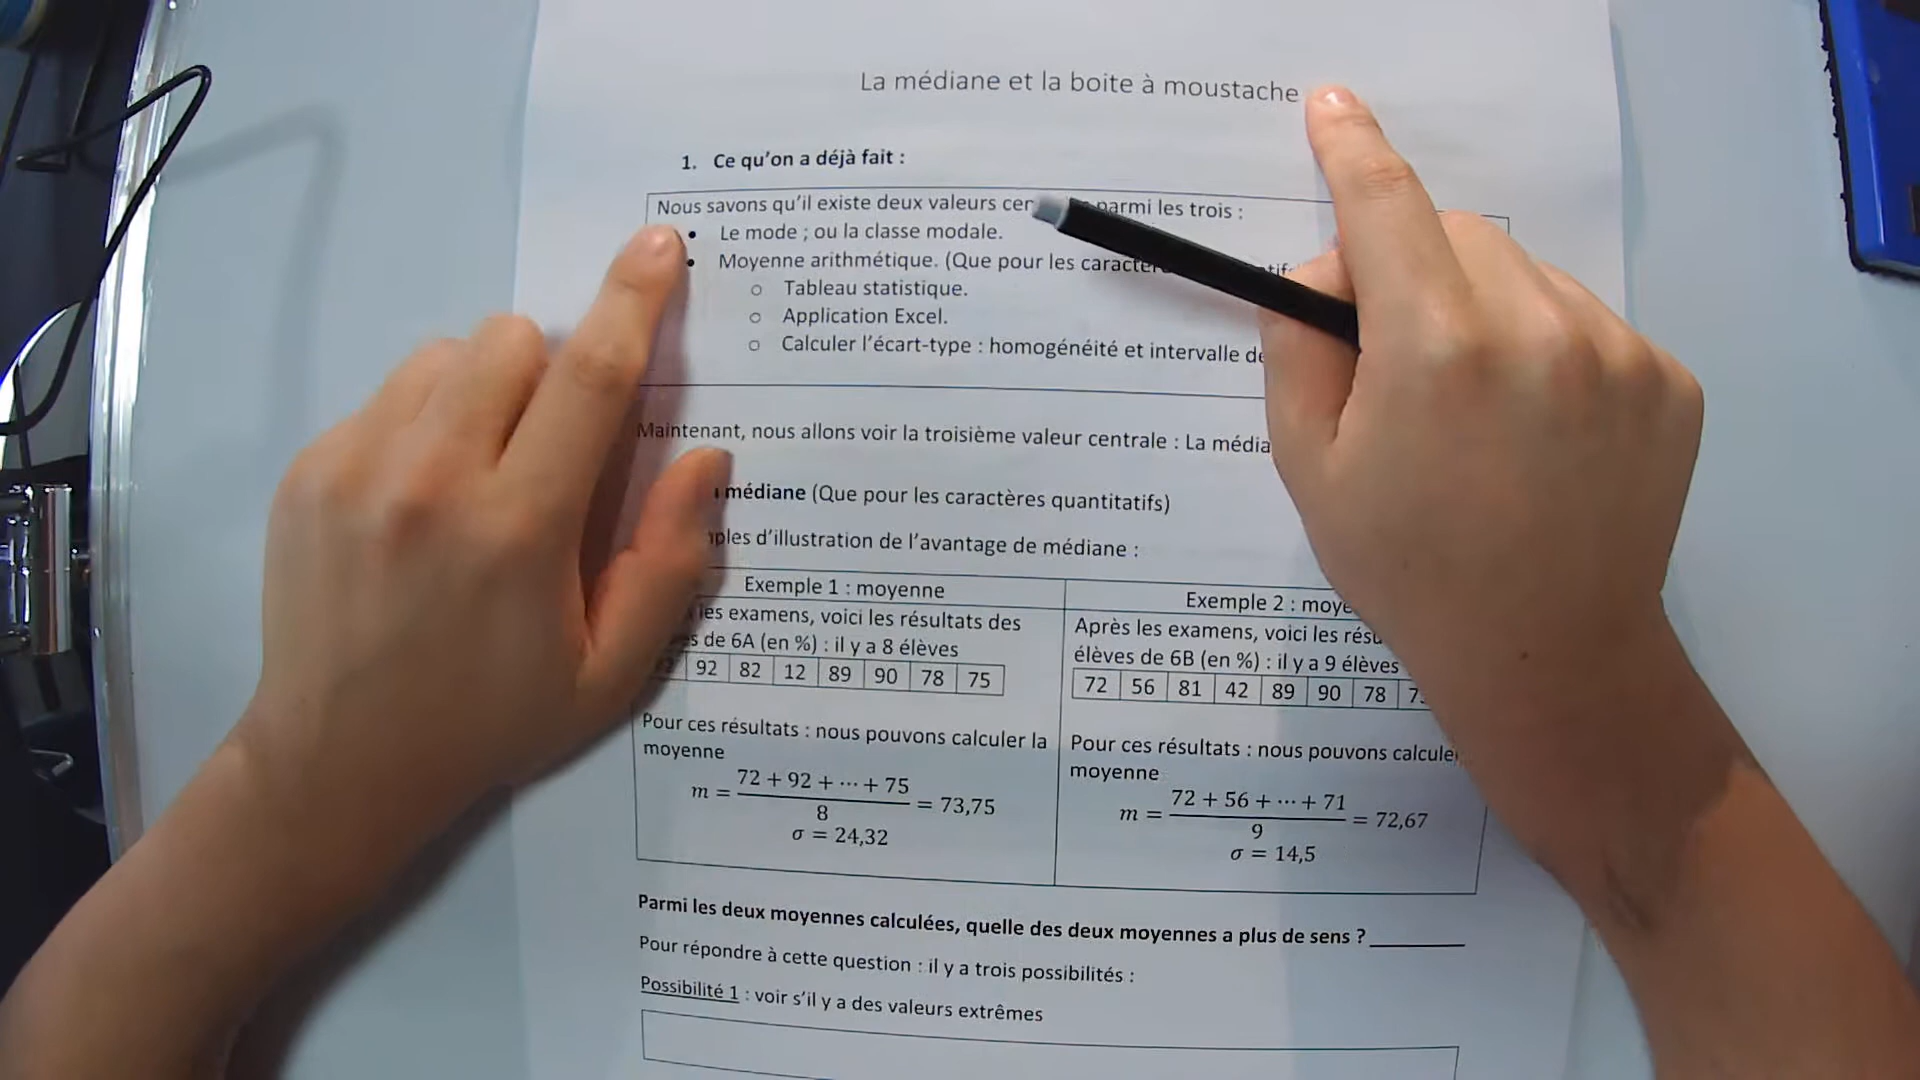 La médiane et la boite à moustache
1. Ce qu'on a déjà fait :
Nous savons qu'il existe deux valeurs parmi les trois :
• Le mode ; ou la classe modale.
• Moyenne arithmétique. (Que pour les
o Tableau statistique.
o Application Excel.
o Calculer l'écart-type : homogénéité et intervalle
Maintenant, nous allons voir la troisième valeur centrale : La
médiane (Que pour les caractères quantitatifs)
d'illustration de l'avantage de médiane :
Exemple 1 : moyenne
les examens, voici les résultats des
de 6A (en %) : il y a 8 élèves
92 82 12 89 90 78 75
Pour ces résultats : nous pouvons calculer la
moyenne
m = (72 + 92 + ⋯ + 75) / 8 = 73,75
σ = 24,32
Exemple 2 :
Après les examens, voici les
élèves de 6B (en %) : il y a 9 élèves
72 56 81 42 89 90 78
Pour ces résultats : nous pouvons
moyenne
m = (72 + 56 + ⋯ + 71) / 9 = 72,67
σ = 14,5
Parmi les deux moyennes calculées, quelle des deux moyennes a plus de sens ? ________
Pour répondre à cette question : il y a trois possibilités :
Possibilité 1 : voir s'il y a des valeurs extrêmes